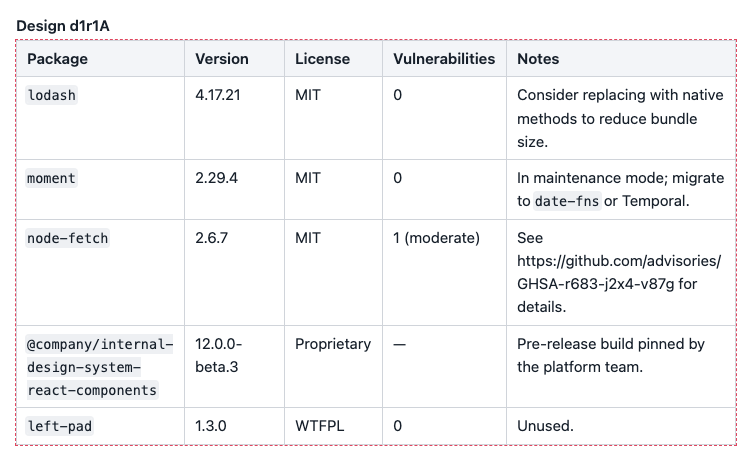 Design d1r1A
Package Version License Vulnerabilities Notes
lodash 4.17.21 MIT 0 Consider replacing with native
methods to reduce bundle
size.
moment 2.29.4 MIT 0 In maintenance mode; migrate
to date-fns or Temporal.
node-fetch 2.6.7 MIT 1 (moderate) See
https://github.com/advisories/
GHSA-r683-j2x4-v87g for
details.
@company/internal- 12.0.0- Proprietary — Pre-release build pinned by
design-system- beta.3 the platform team.
react-components
left-pad 1.3.0 WTFPL 0 Unused.